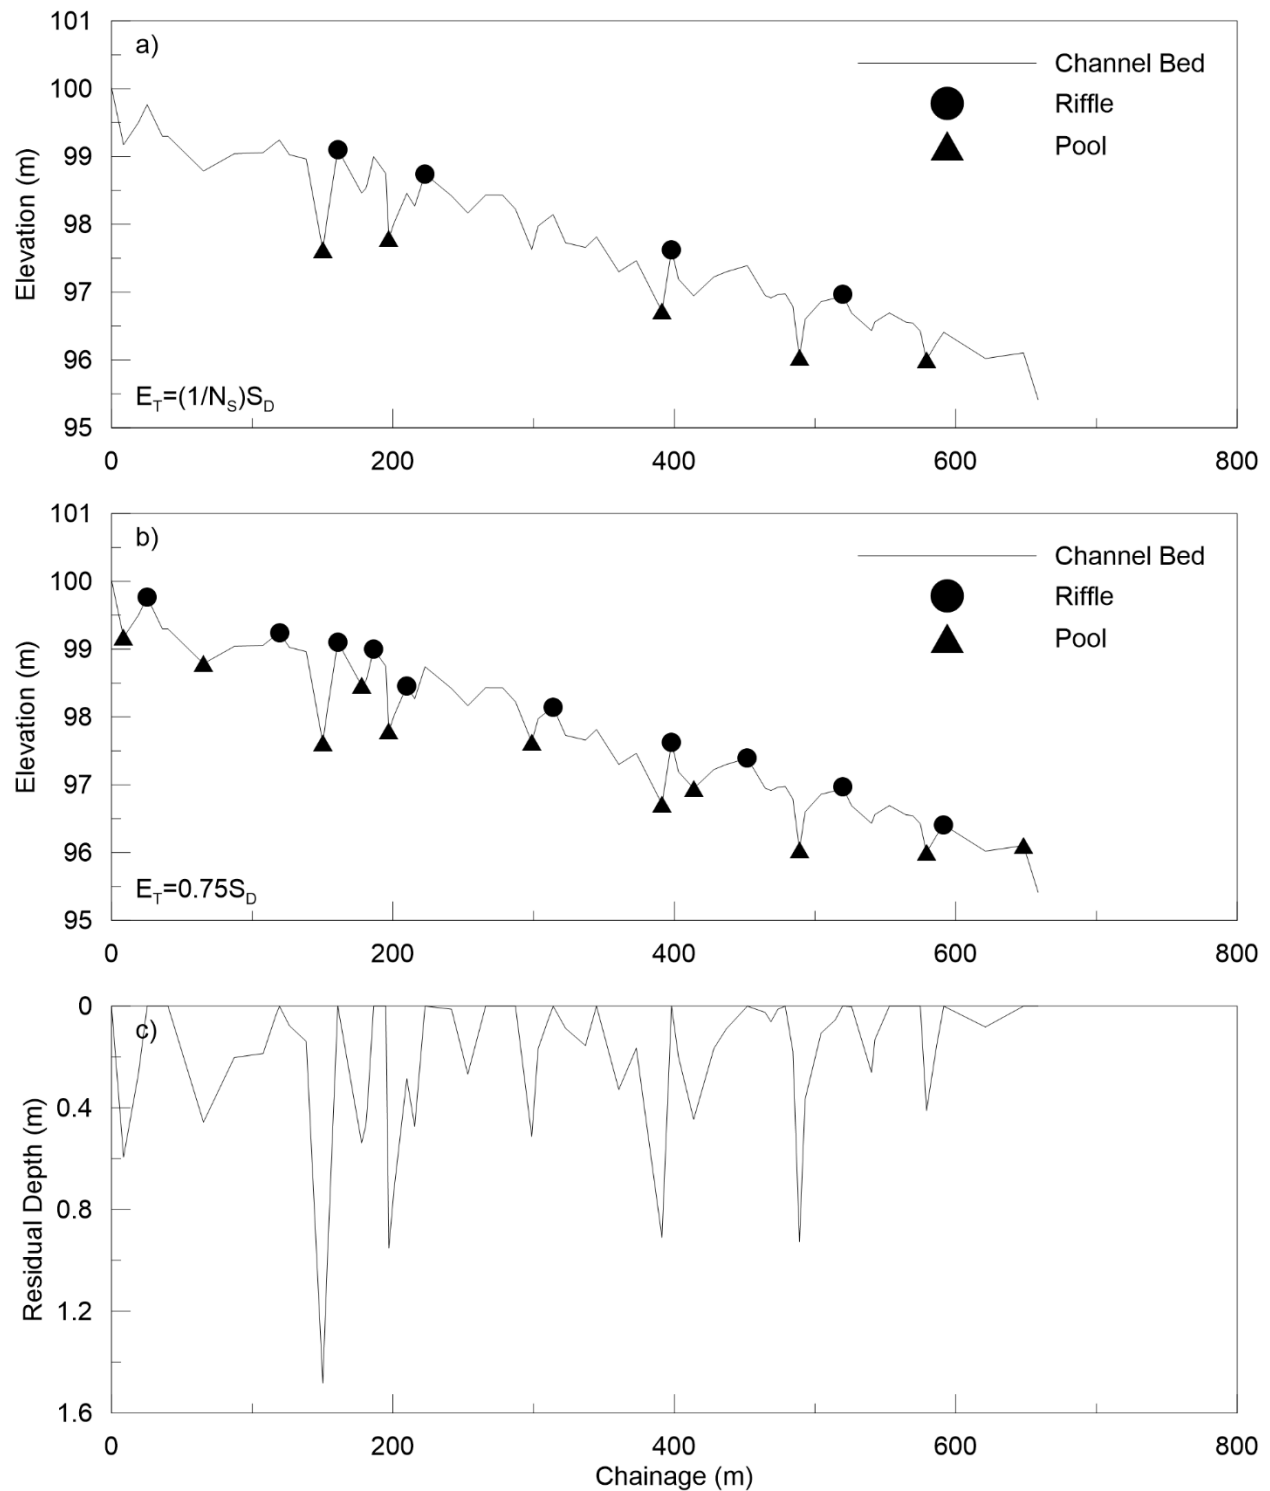 101
a)
Channel Bed
100
Riffle
Pool
99
98
97
96
E_T=(1/N_S)S_D
95
0 200 400 600 800
Elevation (m)
101
b)
Channel Bed
100
Riffle
Pool
99
98
97
96
E_T=0.75S_D
95
0 200 400 600 800
Elevation (m)
0
c)
0.4
0.8
1.2
1.6
0 200 400 600 800
Residual Depth (m)
Chainage (m)